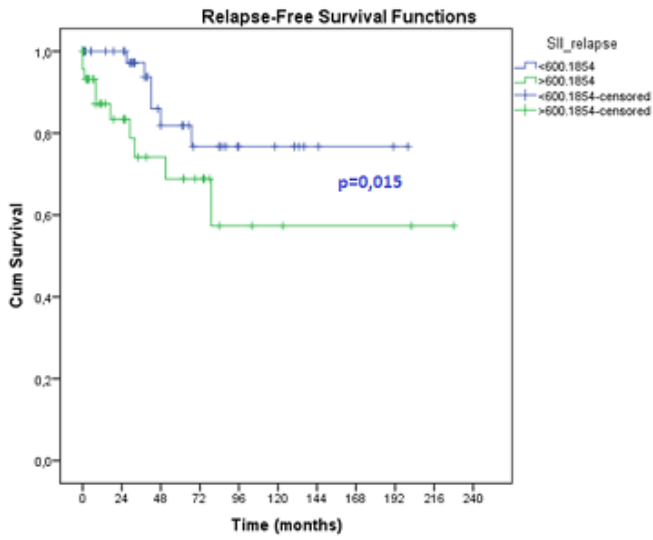 Relapse-Free Survival Functions
SII_relapse
<600.1854
>600.1854
<600.1854-censored
>600.1854-censored
1,0
0,8
0,6
0,4
0,2
0,0
p=0,015
Cum Survival
0 24 48 72 96 120 144 168 192 216 240
Time (months)